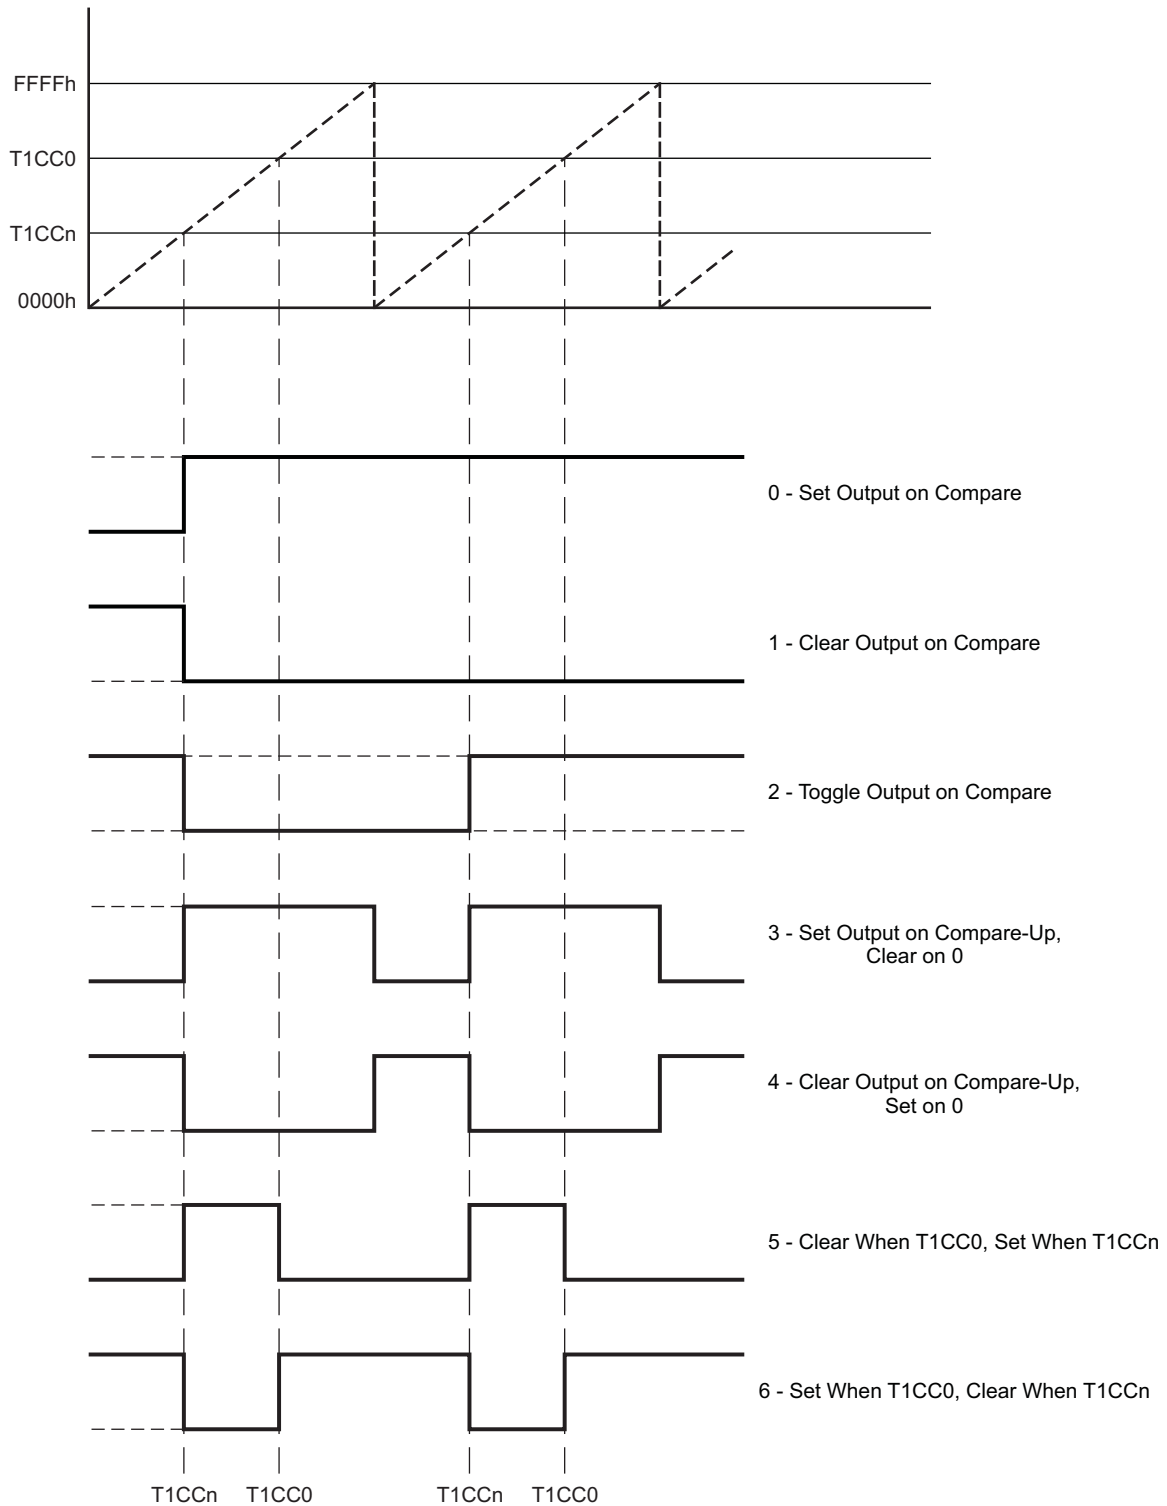 FFFFh
T1CC0
T1CCn
0000h
0 - Set Output on Compare
1 - Clear Output on Compare
2 - Toggle Output on Compare
3 - Set Output on Compare-Up,
Clear on 0
4 - Clear Output on Compare-Up,
Set on 0
5 - Clear When T1CC0, Set When T1CCn
6 - Set When T1CC0, Clear When T1CCn
T1CCn T1CC0 T1CCn T1CC0